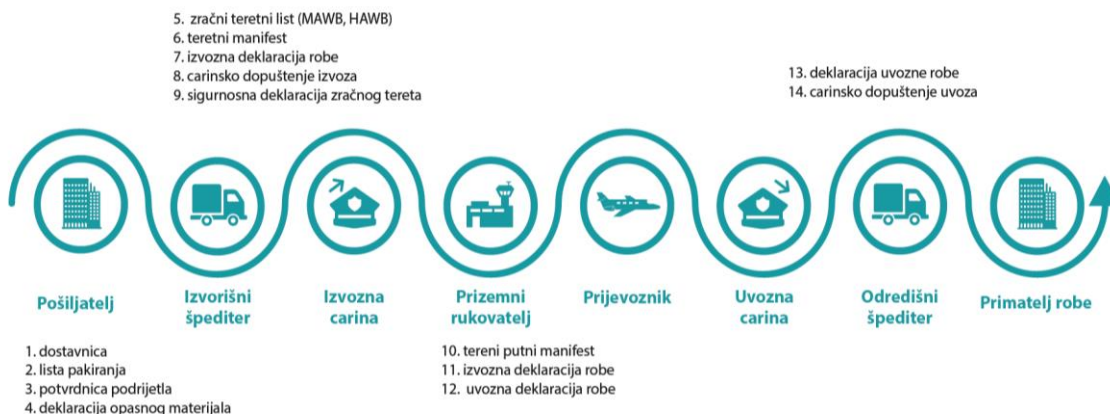 5. zračni teretni list (MAWB, HAWB)
6. teretni manifest
7. izvozna deklaracija robe
8. carinsko dopuštenje izvoza
9. sigurnosna deklaracija zračnog tereta
13. deklaracija uvozne robe
14. carinsko dopuštenje uvoza
Pošiljatelj
Izvorišni
špediter
Izvozna
carina
Prizemni
rukovatelj
Prijevoznik
Uvozna
carina
Odredišni
špediter
Primatelj robe
1. dostavnica
2. lista pakiranja
3. potvrdnica podrijetla
4. deklaracija opasnog materijala
10. tereni putni manifest
11. izvozna deklaracija robe
12. uvozna deklaracija robe